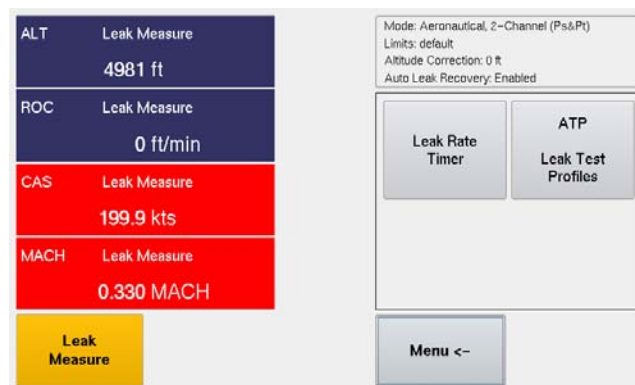 ALT Leak Measure
4981 ft
ROC Leak Measure
0 ft/min
CAS Leak Measure
199.9 kts
MACH Leak Measure
0.330 MACH
Leak
Measure
Mode: Aeronautical, 2-Channel (Ps&Pt)
Limits: default
Altitude Correction: 0 ft
Auto Leak Recovery: Enabled
Leak Rate
Timer
ATP
Leak Test
Profiles
Menu <-